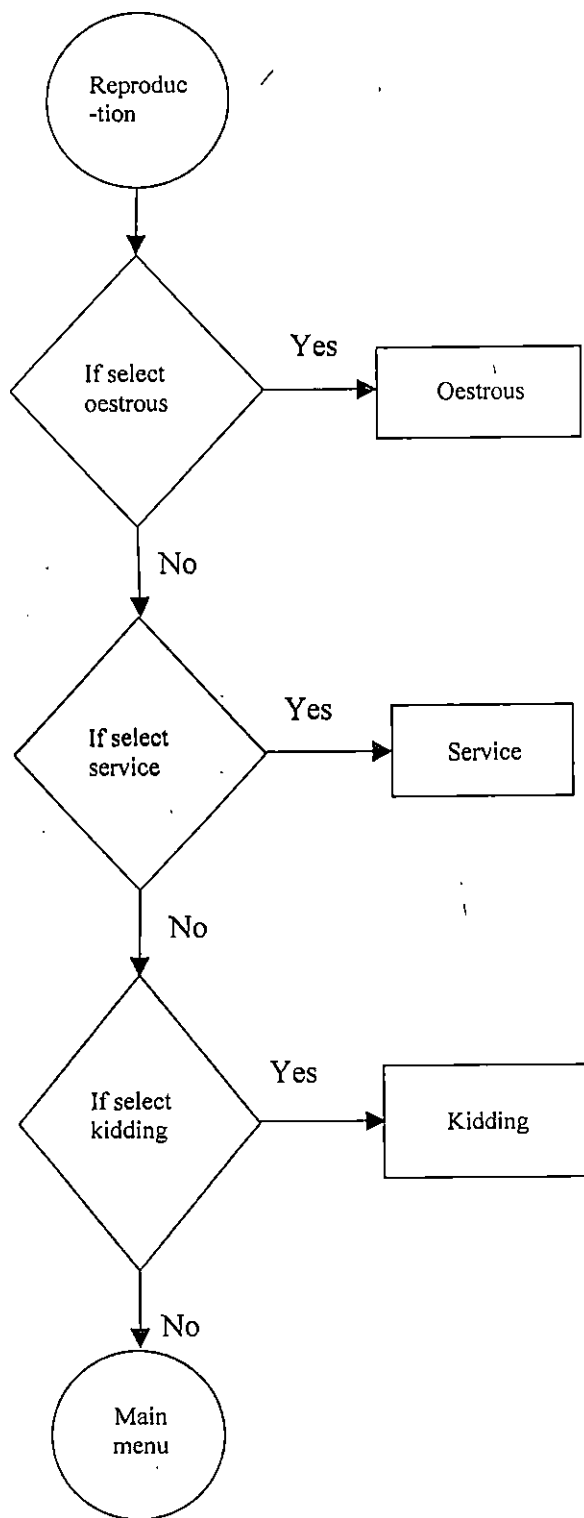 Reproduc
-tion
If select
oestrous
Yes
Oestrous
No
If select
service
Yes
Service
No
If select
kidding
Yes
Kidding
No
Main
menu